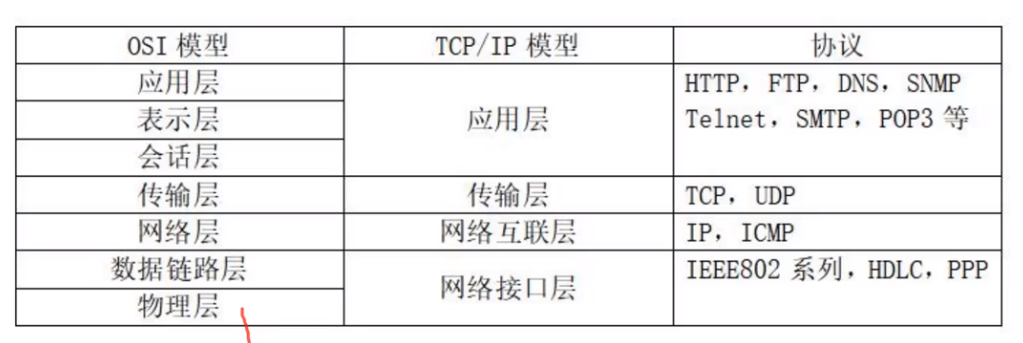 OSI 模型 TCP/IP 模型 协议
应用层 应用层 HTTP, FTP, DNS, SNMP
表示层 Telnet, SMTP, POP3 等
会话层
传输层 传输层 TCP, UDP
网络层 网络互联层 IP, ICMP
数据链路层 网络接口层 IEEE802 系列, HDLC, PPP
物理层